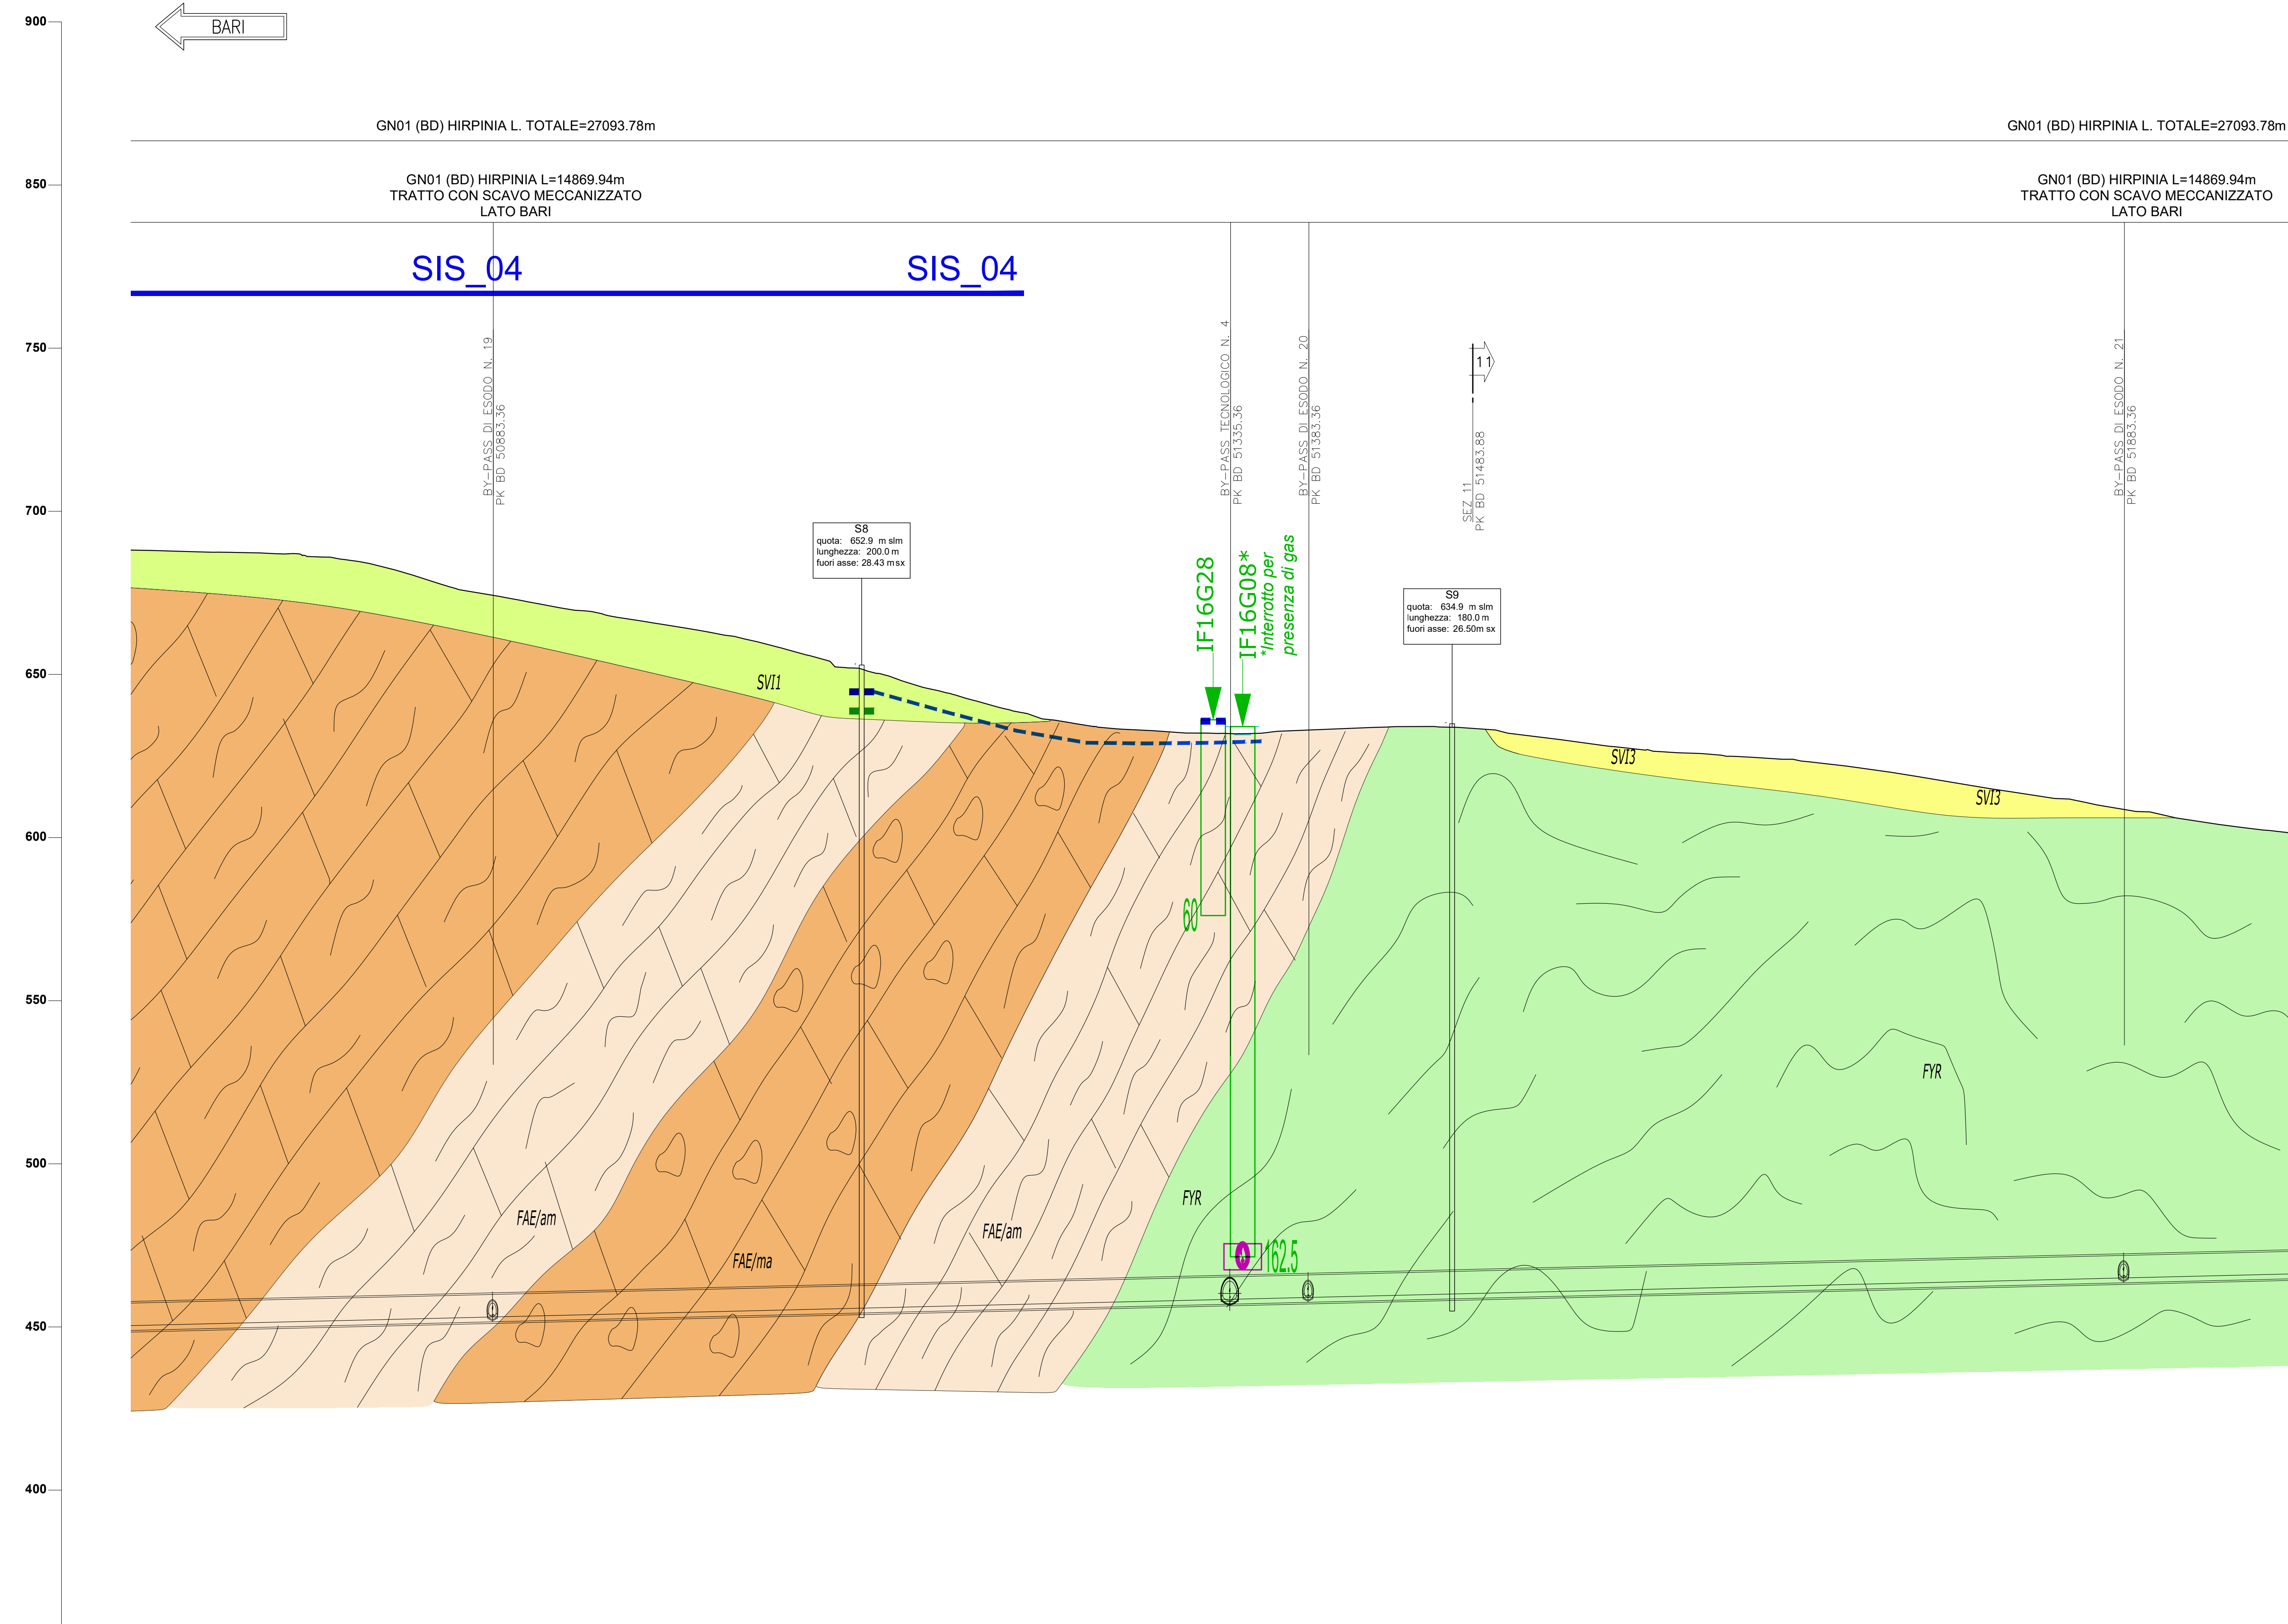 BARI
900
GN01 (BD) HIRPINIA L. TOTALE=27093.78m
GN01 (BD) HIRPINIA L. TOTALE=27093.78m
850
GN01 (BD) HIRPINIA L=14869.94m
TRATTO CON SCAVO MECCANIZZATO
LATO BARI
GN01 (BD) HIRPINIA L=14869.94m
TRATTO CON SCAVO MECCANIZZATO
LATO BARI
800
SIS_04
SIS_04
750
BY-PASS DI ESODO N. 19
PK BD 50883.36
BY-PASS TECNOLOGICO N. 4
PK BD 51335.36
BY-PASS DI ESODO N. 20
PK BD 51383.36
11
SEZ 11
PK BD 51483.88
BY-PASS DI ESODO N. 21
PK BD 51883.36
700
S8
quota: 652.9 m slm
lunghezza: 200.0 m
fuori asse: 28.43 m sx
IF16G28
IF16G08*
*Interrotto per
presenza di gas
S9
quota: 634.9 m slm
lunghezza: 180.0 m
fuori asse: 26.50m sx
650
SVI1
SVI3
SVI3
600
60
550
FYR
500
FYR
FAE/am
FAE/am
FAE/ma
162.5
450
400